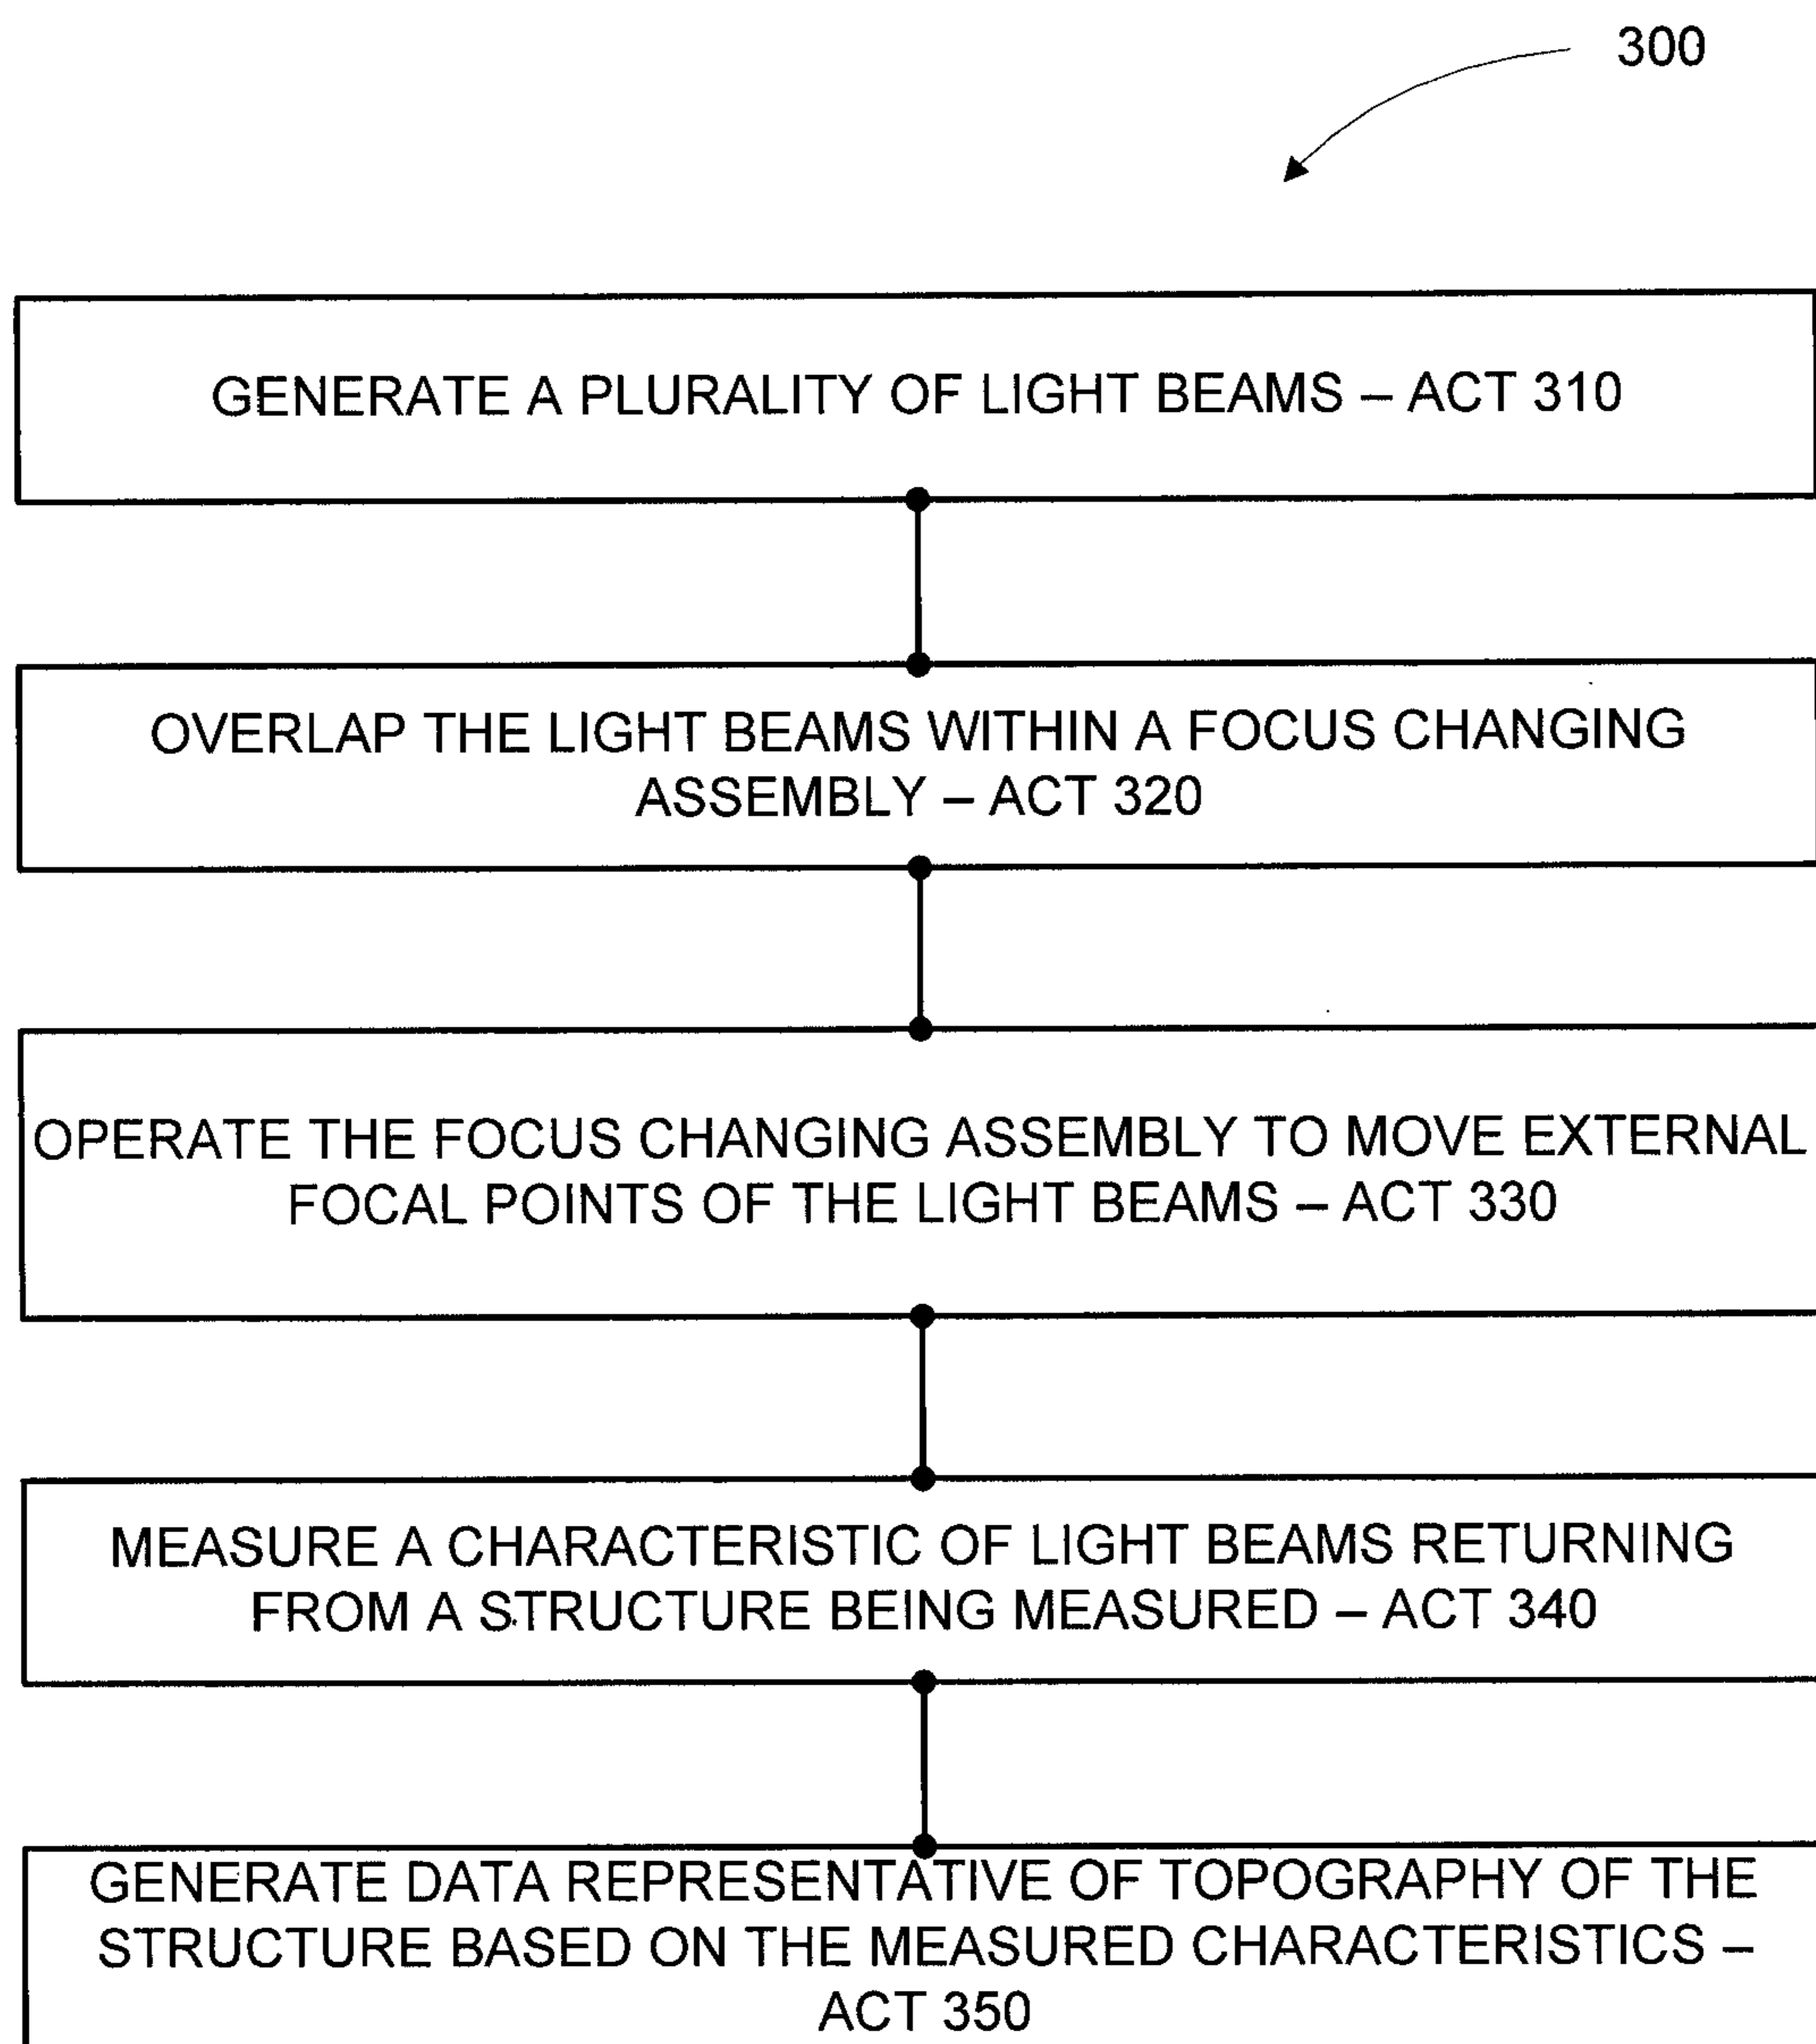 300
GENERATE A PLURALITY OF LIGHT BEAMS – ACT 310
OVERLAP THE LIGHT BEAMS WITHIN A FOCUS CHANGING
ASSEMBLY – ACT 320
OPERATE THE FOCUS CHANGING ASSEMBLY TO MOVE EXTERNAL
FOCAL POINTS OF THE LIGHT BEAMS – ACT 330
MEASURE A CHARACTERISTIC OF LIGHT BEAMS RETURNING
FROM A STRUCTURE BEING MEASURED – ACT 340
GENERATE DATA REPRESENTATIVE OF TOPOGRAPHY OF THE
STRUCTURE BASED ON THE MEASURED CHARACTERISTICS –
ACT 350